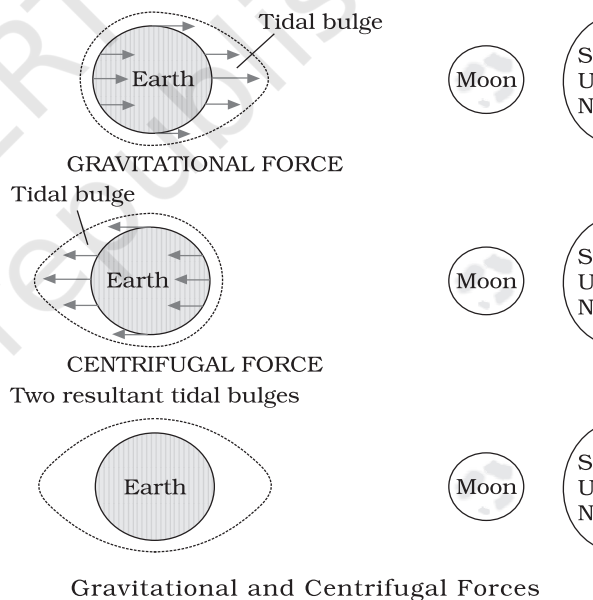 Tidal bulge
Earth
Moon
S
U
N
GRAVITATIONAL FORCE
Tidal bulge
Earth
Moon
S
U
N
CENTRIFUGAL FORCE
Two resultant tidal bulges
Earth
Moon
S
U
N
Gravitational and Centrifugal Forces